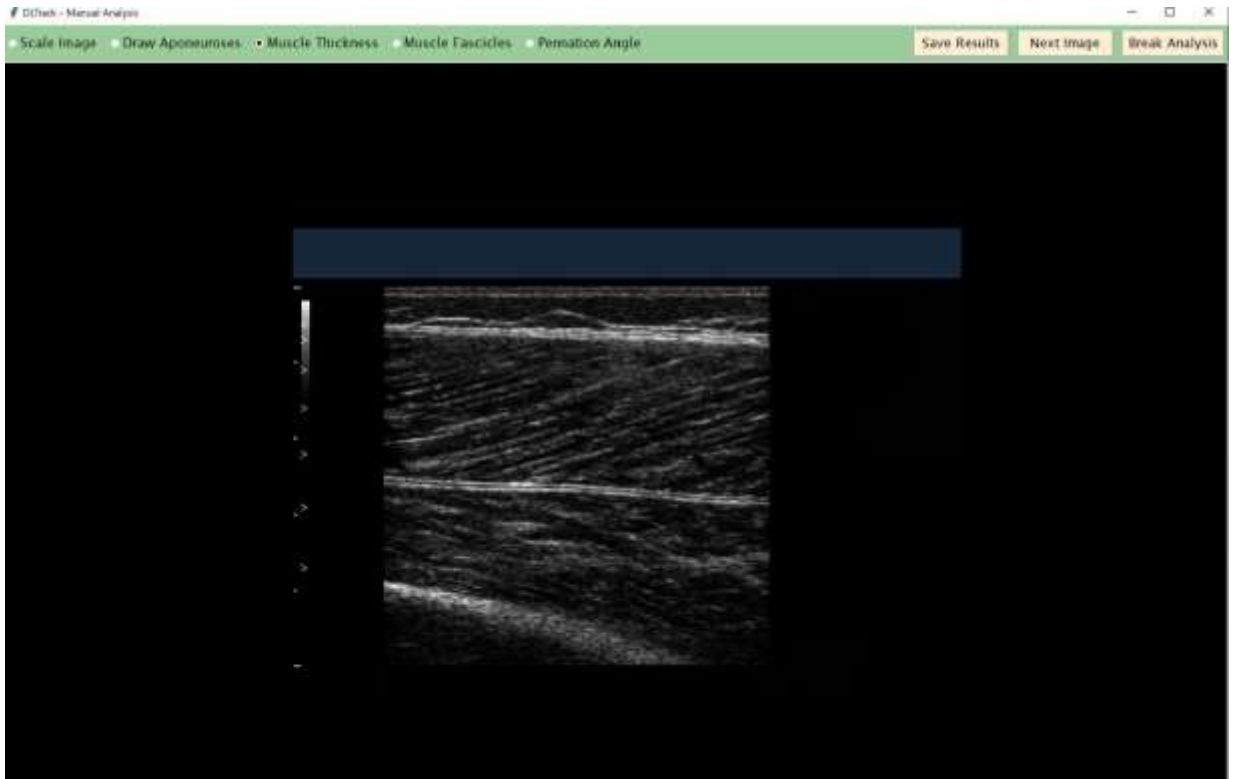 DLTrack - Manual Analysis
Scale Image Draw Aponeuroses Muscle Thickness Muscle Fascicles Pennation Angle Save Results Next Image Break Analysis